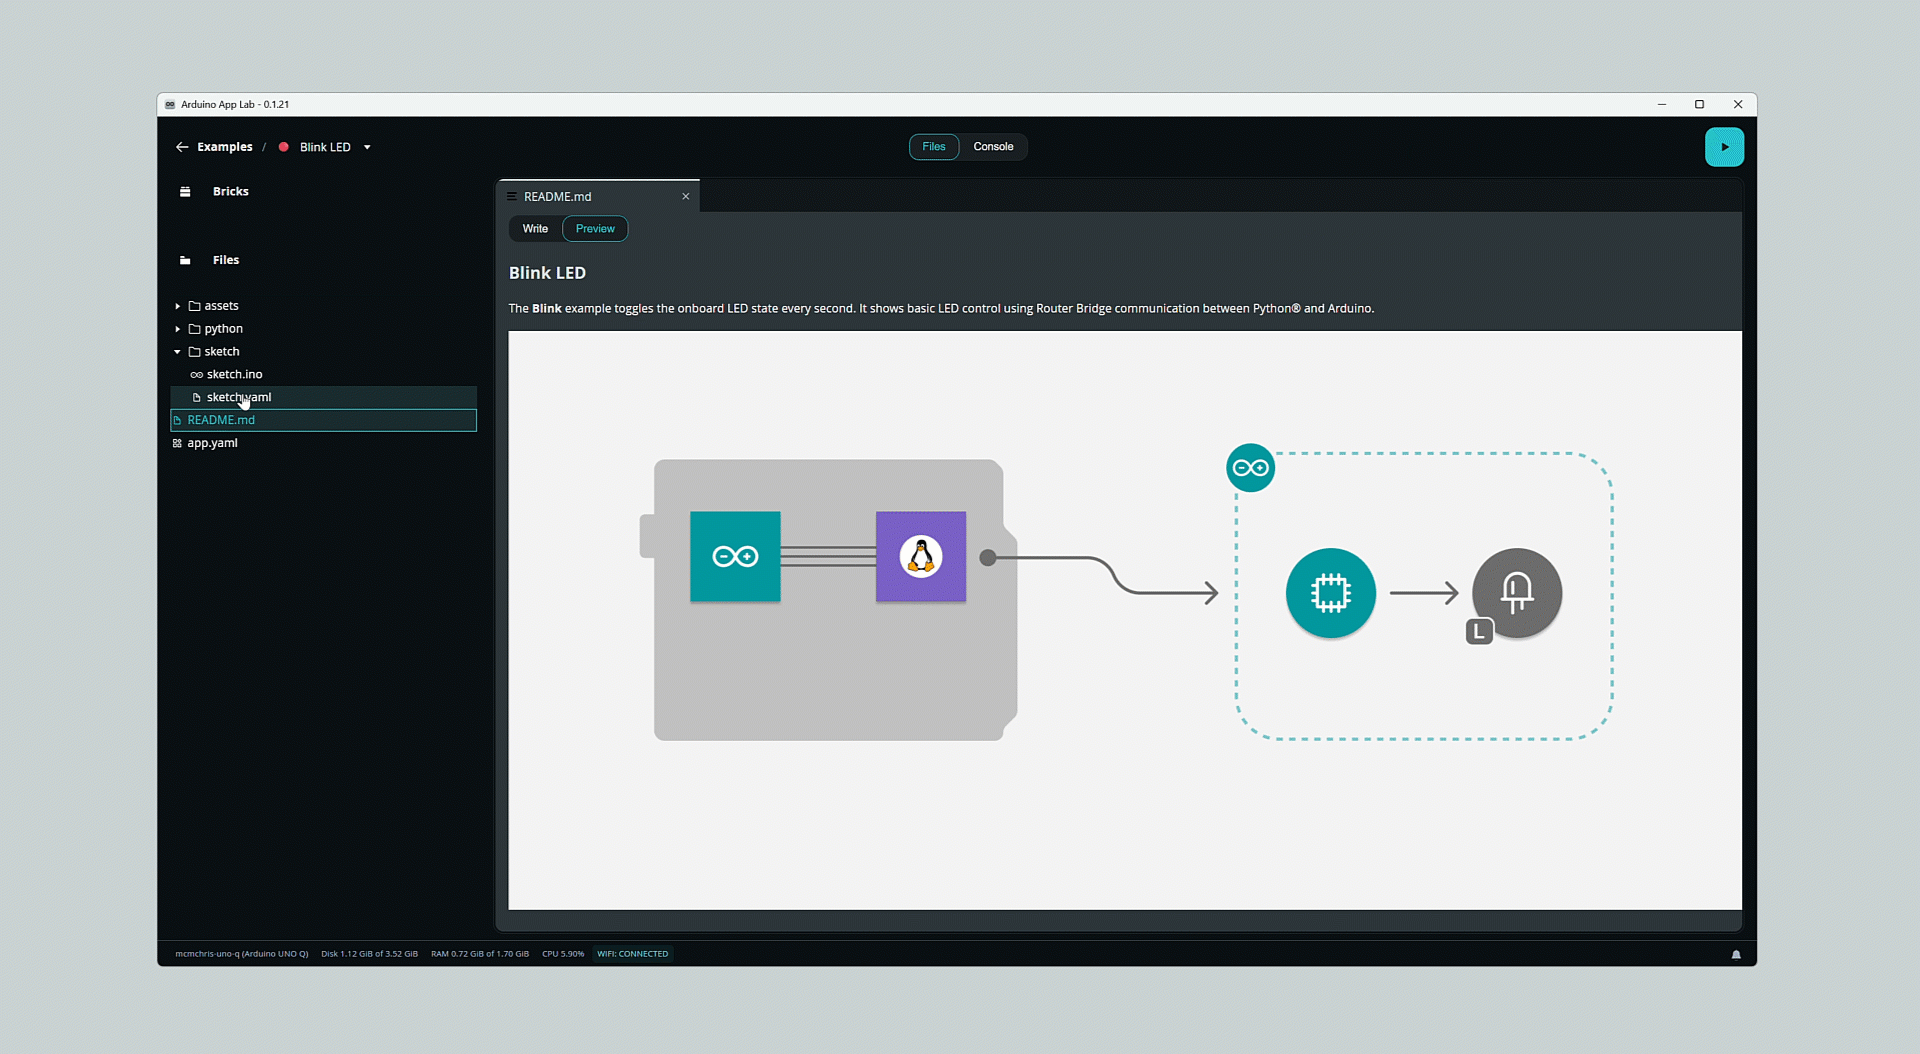 Arduino App Lab - 0.1.21
Examples / Blink LED
Files Console
Bricks
Files
assets
python
sketch
sketch.ino
sketch.yaml
README.md
app.yaml
README.md
Write Preview
Blink LED
The Blink example toggles the onboard LED state every second. It shows basic LED control using Router Bridge communication between Python® and Arduino.
L
mcmchris-uno-q (Arduino UNO Q) Disk 1.12 GiB of 3.52 GiB RAM 0.72 GiB of 1.70 GiB CPU 5.90% WIFI: CONNECTED